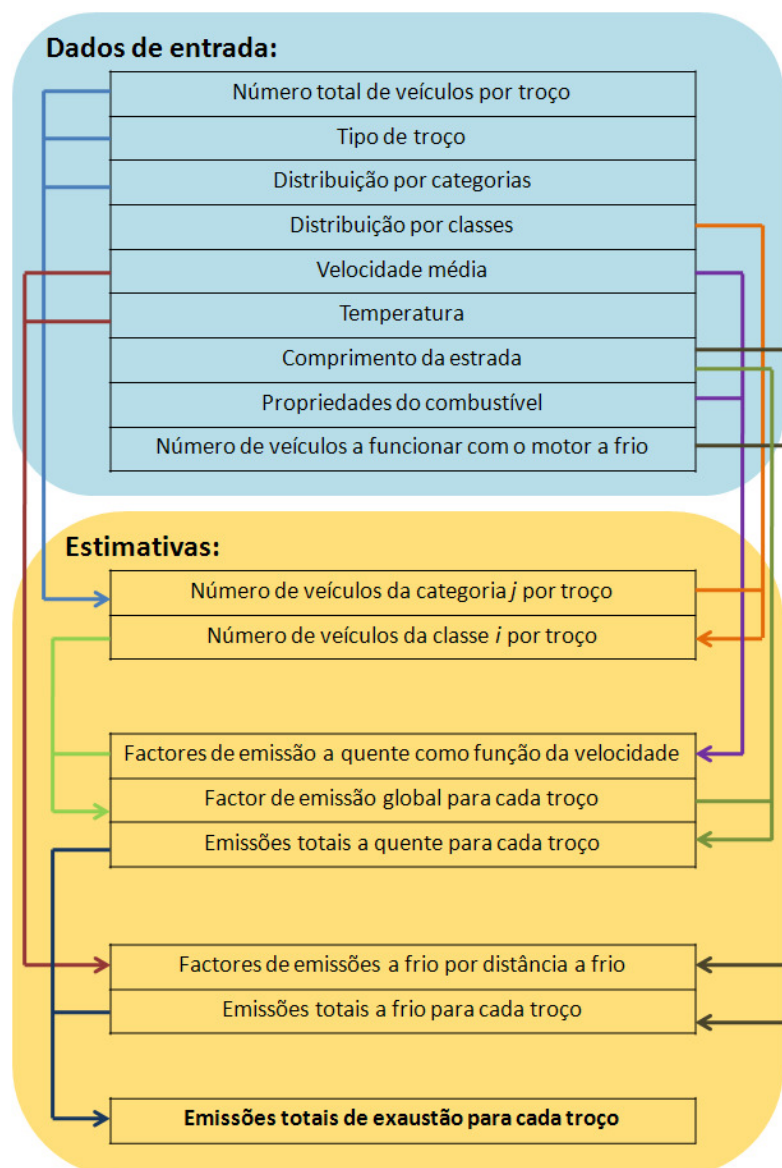 Dados de entrada:
Número total de veículos por troço
Tipo de troço
Distribuição por categorias
Distribuição por classes
Velocidade média
Temperatura
Comprimento da estrada
Propriedades do combustível
Número de veículos a funcionar com o motor a frio
Estimativas:
Número de veículos da categoria j por troço
Número de veículos da classe i por troço
Factores de emissão a quente como função da velocidade
Factor de emissão global para cada troço
Emissões totais a quente para cada troço
Factores de emissões a frio por distância a frio
Emissões totais a frio para cada troço
Emissões totais de exaustão para cada troço